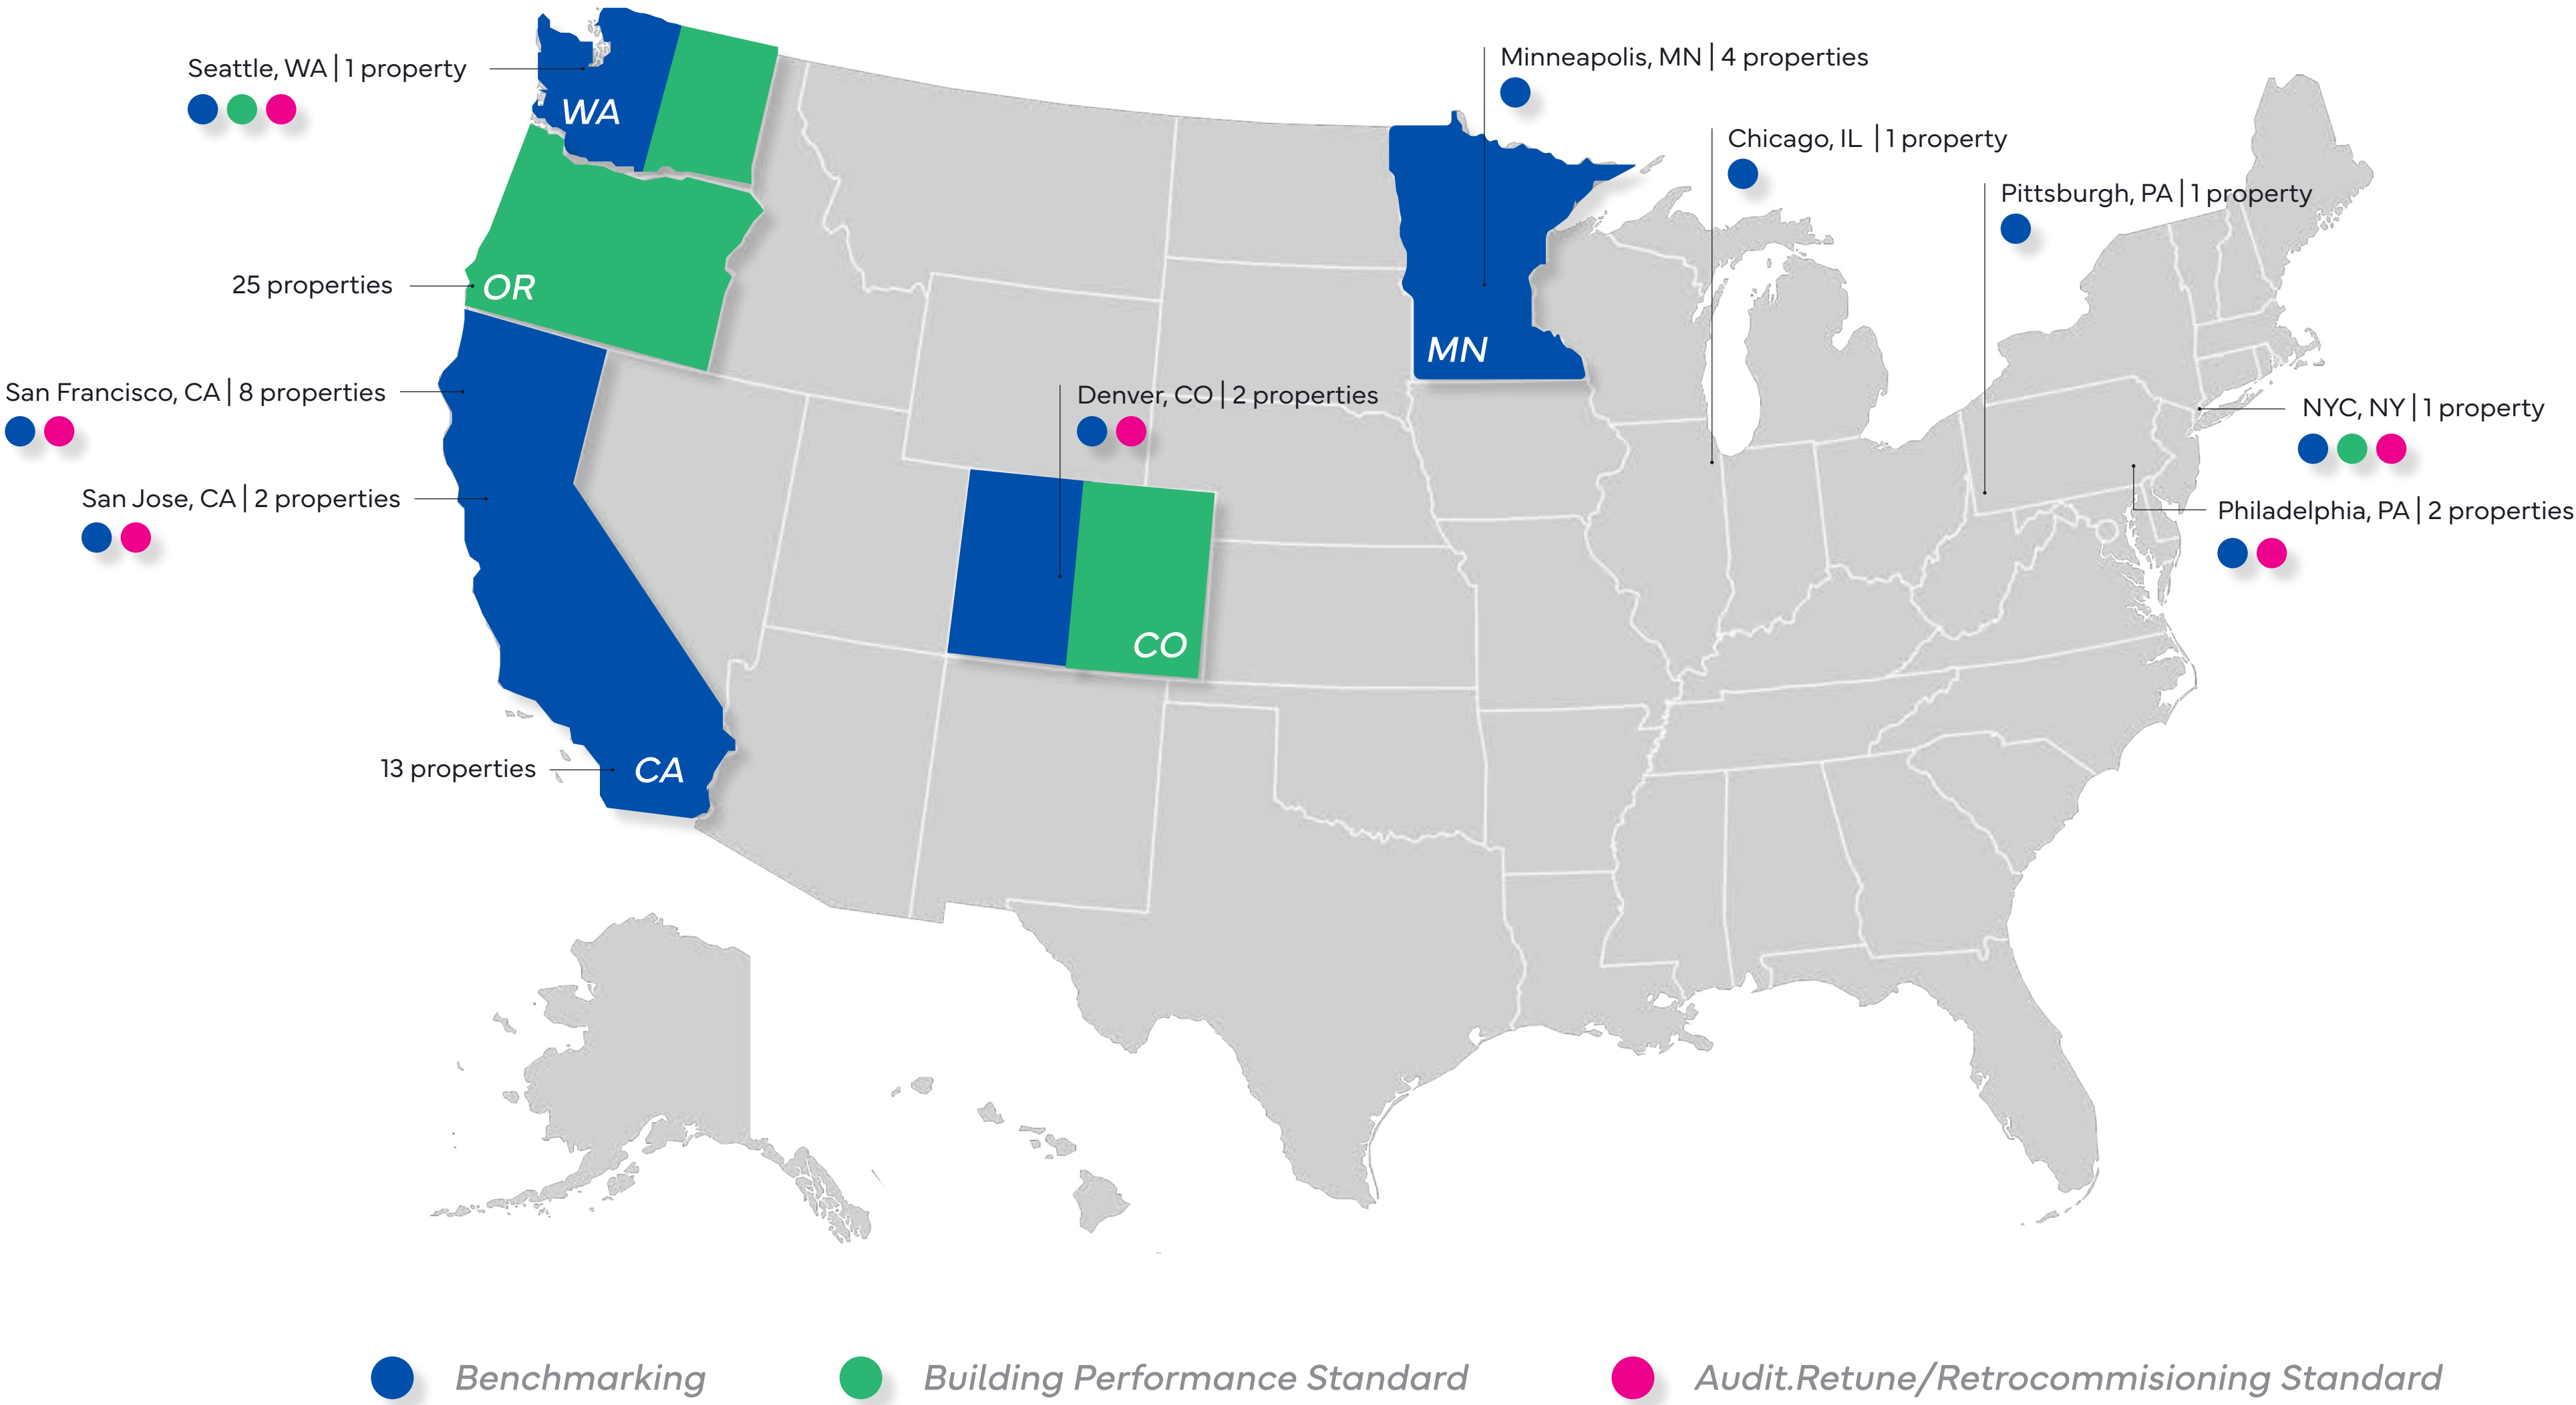 Seattle, WA | 1 property
WA
Minneapolis, MN | 4 properties
Chicago, IL | 1 property
Pittsburgh, PA | 1 property
25 properties
OR
MN
San Francisco, CA | 8 properties
Denver, CO | 2 properties
NYC, NY | 1 property
San Jose, CA | 2 properties
Philadelphia, PA | 2 properties
CO
13 properties
CA
Benchmarking
Building Performance Standard
Audit.Retune/Retrocommisioning Standard